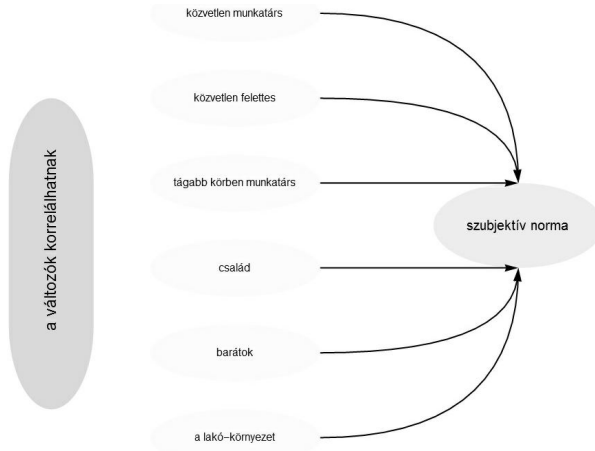 közvetlen munkatárs
közvetlen felettes
tágabb körben munkatárs
család
barátok
a lakó−környezet
a változók korrelálhatnak
szubjektív norma